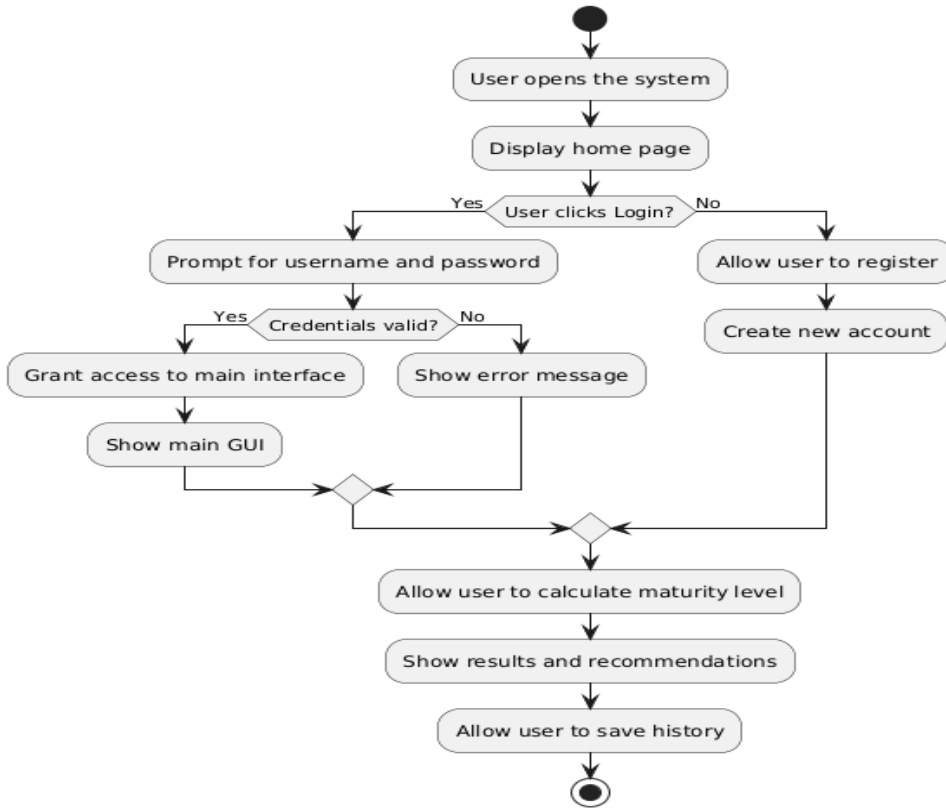 User opens the system
Display home page
Yes
User clicks Login?
No
Prompt for username and password
Allow user to register
Yes
Credentials valid?
No
Create new account
Grant access to main interface
Show error message
Show main GUI
Allow user to calculate maturity level
Show results and recommendations
Allow user to save history